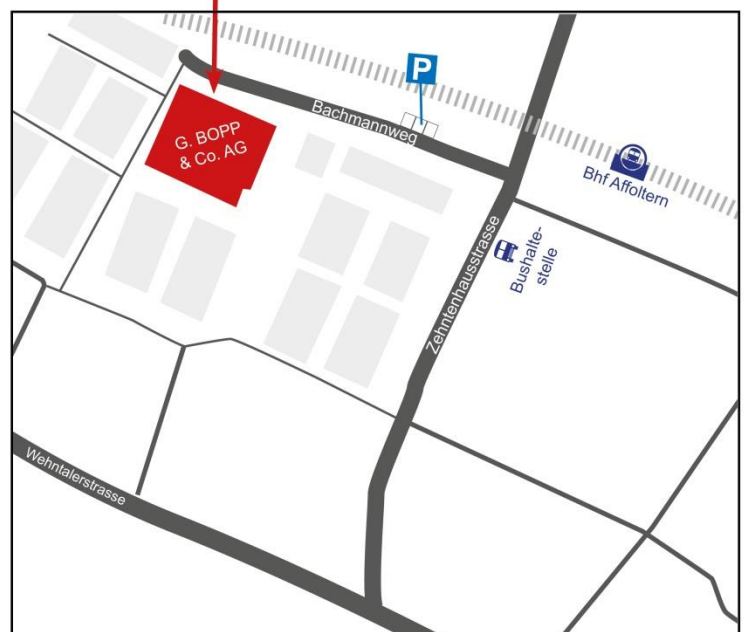 P
Bachmannweg
G. BOPP
& Co. AG
Bhf Affoltern
Bushalte-
stelle
Zehntenhausstrasse
Wehntalerstrasse